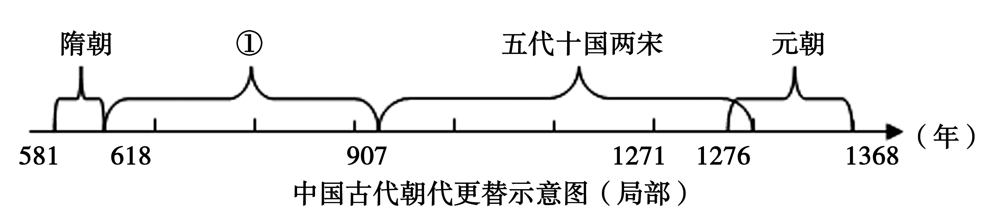 隋朝 ① 五代十国两宋 元朝
581 618 907 1271 1276 1368 （年）
中国古代朝代更替示意图（局部）